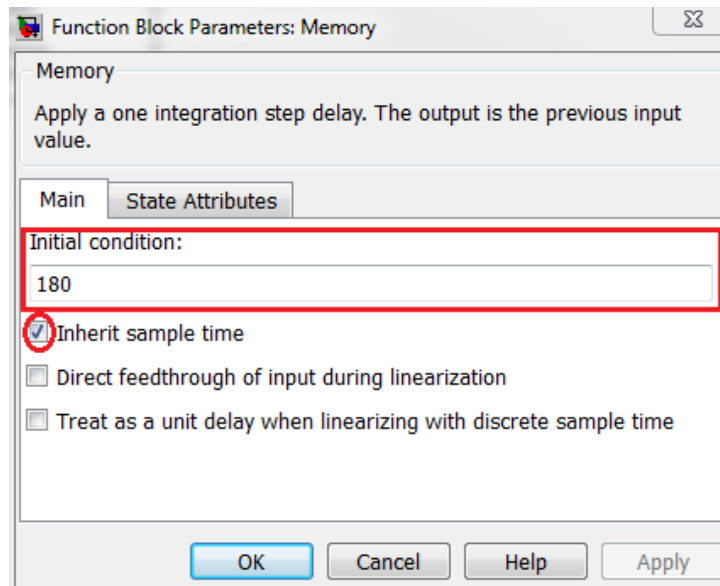 Function Block Parameters: Memory
Memory
Apply a one integration step delay. The output is the previous input
value.
Main State Attributes
Initial condition:
180
Inherit sample time
Direct feedthrough of input during linearization
Treat as a unit delay when linearizing with discrete sample time
OK Cancel Help Apply